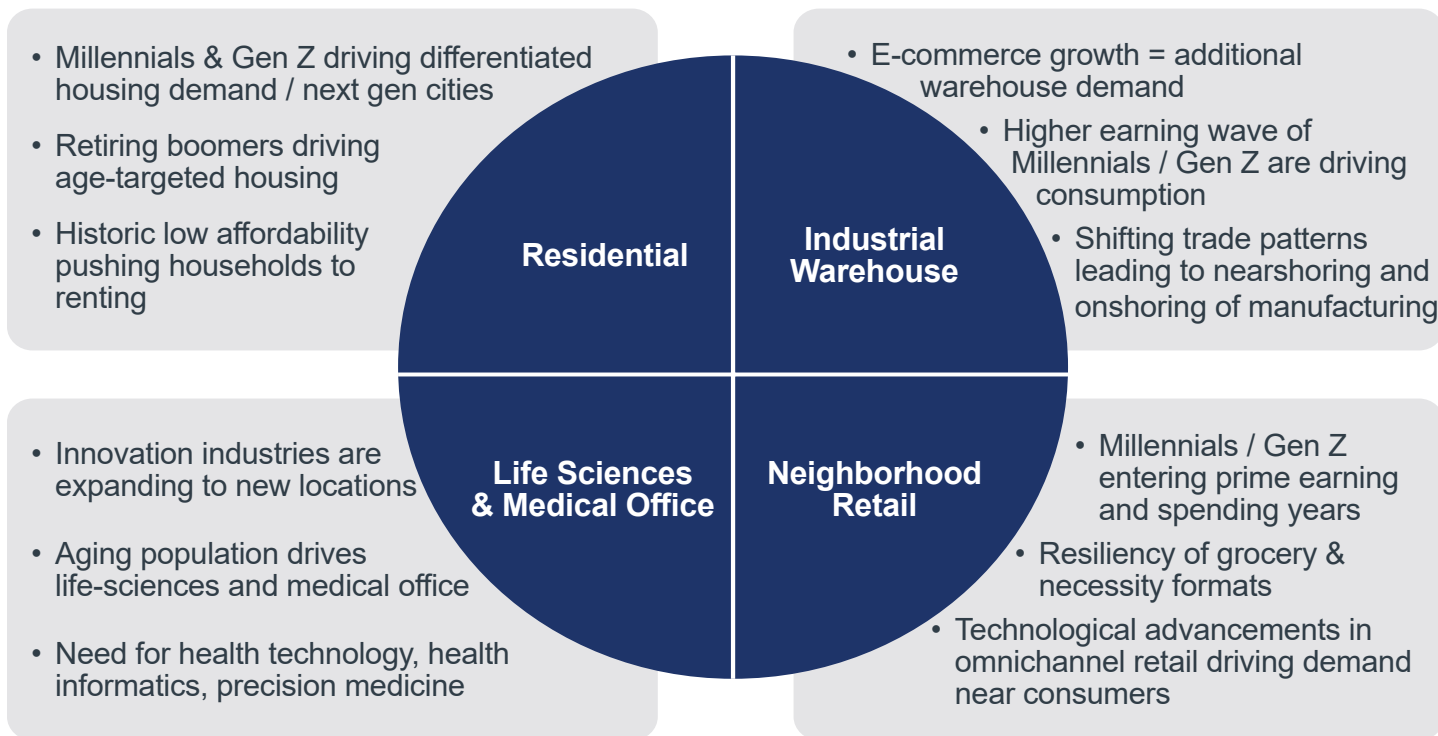 • Millennials & Gen Z driving differentiated
housing demand / next gen cities
• Retiring boomers driving
age-targeted housing
• Historic low affordability
pushing households to
renting
Residential
• E-commerce growth = additional
warehouse demand
• Higher earning wave of
Millennials / Gen Z are driving
consumption
• Shifting trade patterns
leading to nearshoring and
onshoring of manufacturing
Industrial
Warehouse
• Innovation industries are
expanding to new locations
• Aging population drives
life-sciences and medical office
• Need for health technology, health
informatics, precision medicine
Life Sciences
& Medical Office
Neighborhood
Retail
• Millennials / Gen Z
entering prime earning
and spending years
• Resiliency of grocery &
necessity formats
• Technological advancements in
omnichannel retail driving demand
near consumers